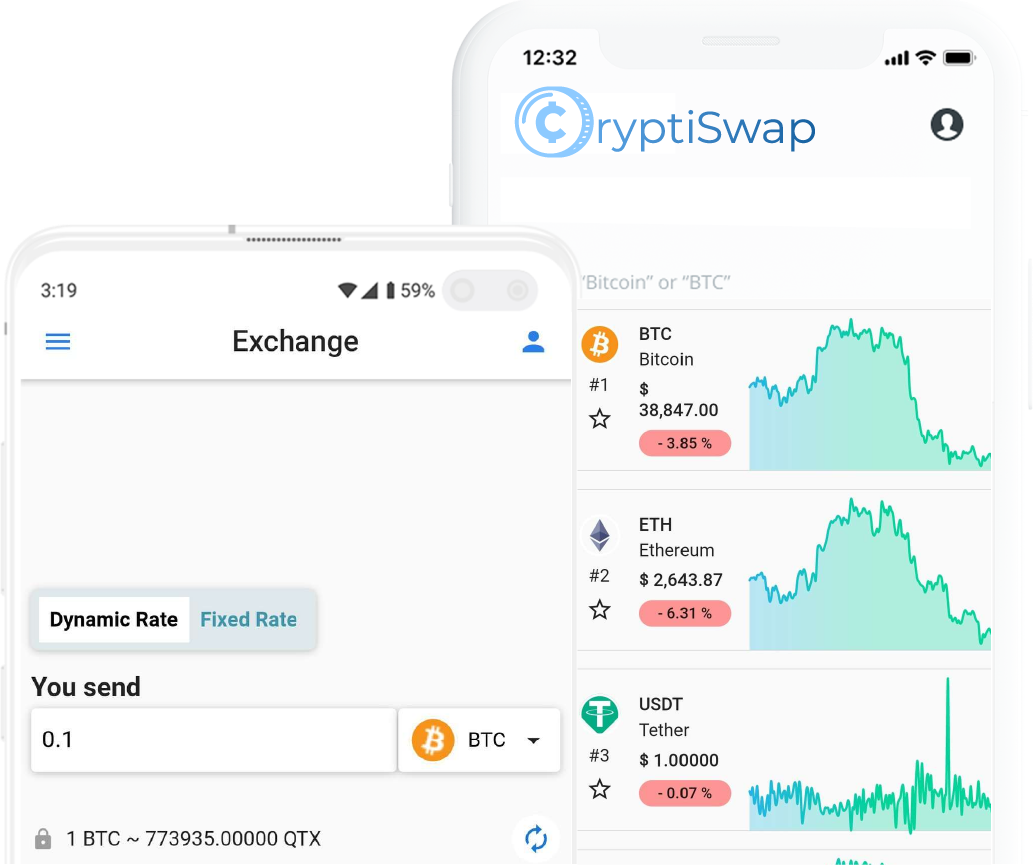 12:32
CryptiSwap
"Bitcoin" or "BTC"
BTC
Bitcoin
#1
$
38,847.00
- 3.85 %
ETH
Ethereum
#2
$ 2,643.87
- 6.31 %
USDT
Tether
#3
$ 1.00000
- 0.07 %
3:19
59%
Exchange
Dynamic Rate
Fixed Rate
You send
0.1
BTC
1 BTC ~ 773935.00000 QTX